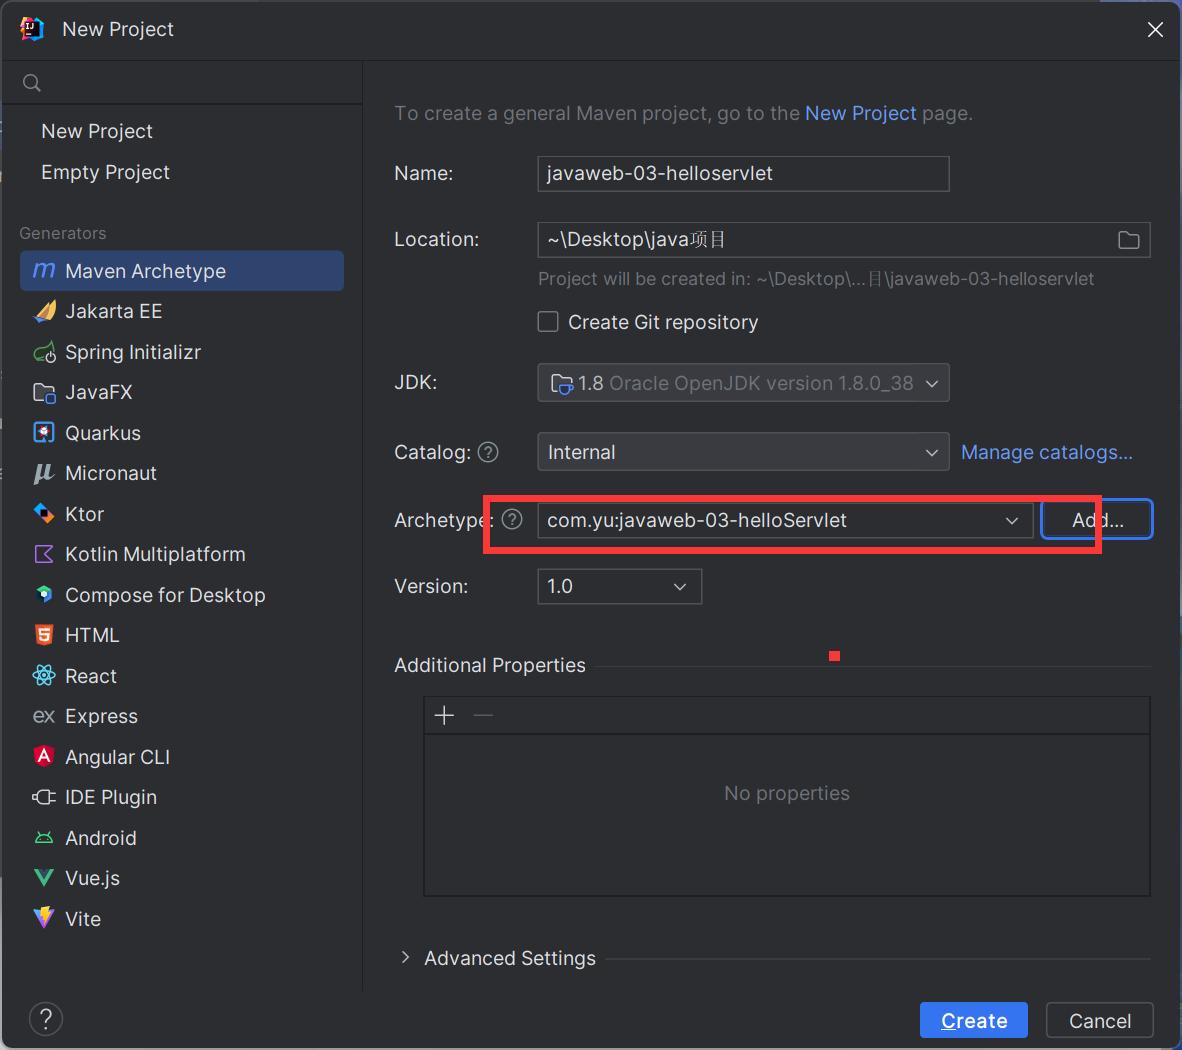 New Project
New Project
Empty Project
Generators
Maven Archetype
Jakarta EE
Spring Initializr
JavaFX
Quarkus
Micronaut
Ktor
Kotlin Multiplatform
Compose for Desktop
HTML
React
ex Express
Angular CLI
IDE Plugin
Android
Vue.js
Vite
To create a general Maven project, go to the New Project page.
Name: javaweb-03-helloservlet
Location: ~\Desktop\java项目
Project will be created in: ~\Desktop\...目\javaweb-03-helloservlet
Create Git repository
JDK: 1.8 Oracle OpenJDK version 1.8.0_38
Catalog: ? Internal Manage catalogs...
Archetype: ? com.yu:javaweb-03-helloServlet Add...
Version: 1.0
Additional Properties
No properties
Advanced Settings
? Create Cancel